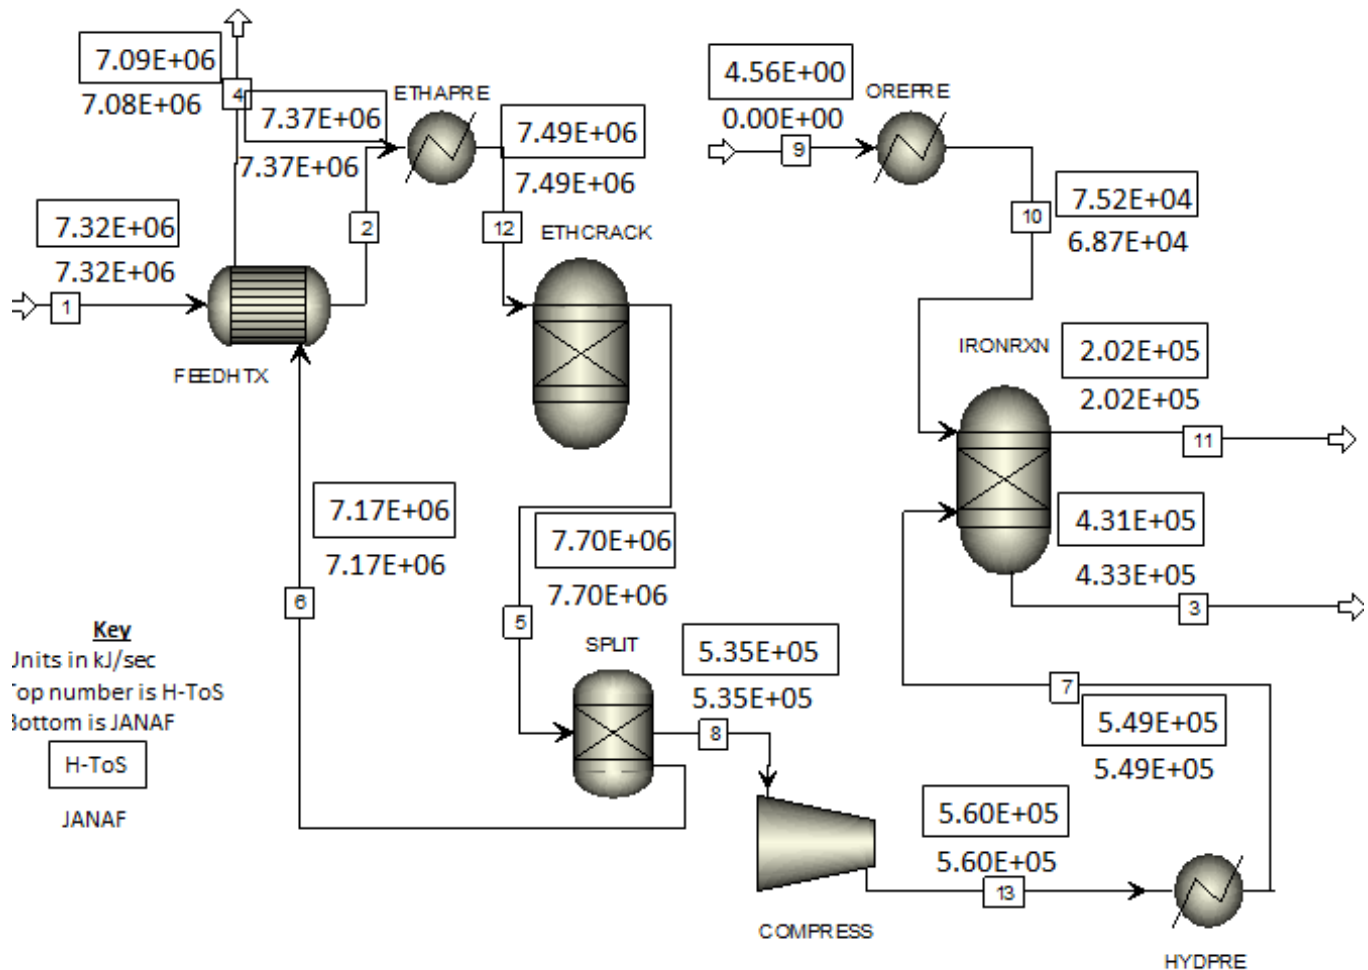 7.09E+06
7.08E+06
4
7.37E+06
7.37E+06
ETHAPRE
7.49E+06
7.49E+06
4.56E+00
0.00E+00
9
OREPRE
7.52E+04
6.87E+04
10
7.32E+06
7.32E+06
1
2
12
ETHCRACK
FEEDHTX
IRONRXN
2.02E+05
2.02E+05
11
7.17E+06
7.17E+06
6
7.70E+06
7.70E+06
5
4.31E+05
4.33E+05
3
Key
Units in kJ/sec
Top number is H-ToS
Bottom is JANAF
H-ToS
JANAF
SPLIT
5.35E+05
5.35E+05
8
7
5.49E+05
5.49E+05
5.60E+05
5.60E+05
13
COMPRESS
HYDPRE